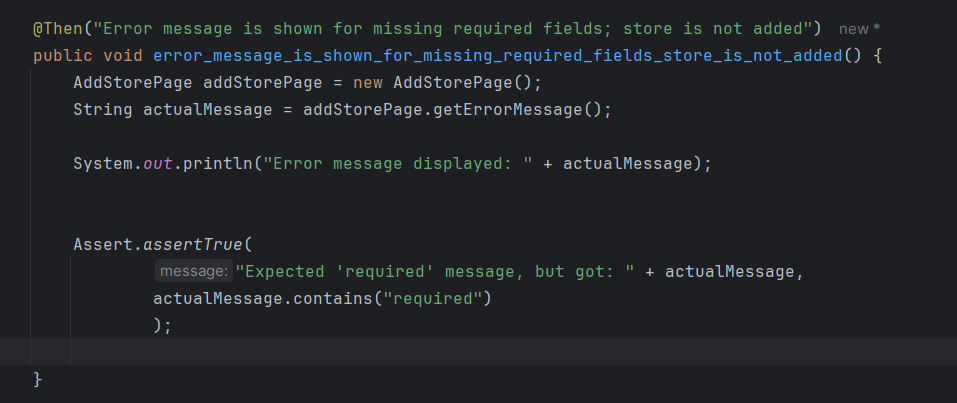 @Then("Error message is shown for missing required fields; store is not added") new *
public void error_message_is_shown_for_missing_required_fields_store_is_not_added() {
AddStorePage addStorePage = new AddStorePage();
String actualMessage = addStorePage.getErrorMessage();
System.out.println("Error message displayed: " + actualMessage);
Assert.assertTrue(
message: "Expected 'required' message, but got: " + actualMessage,
actualMessage.contains("required")
);
}